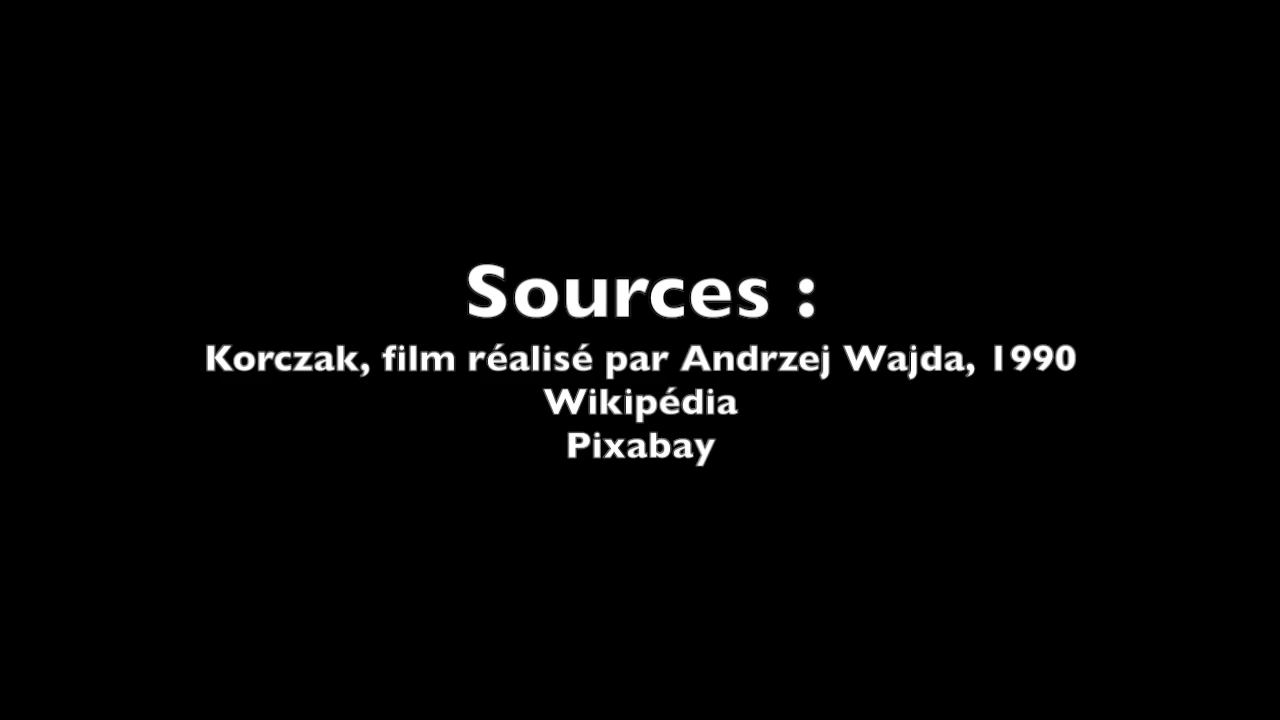 Sources :
Korczak, film réalisé par Andrzej Wajda, 1990
Wikipédia
Pixabay